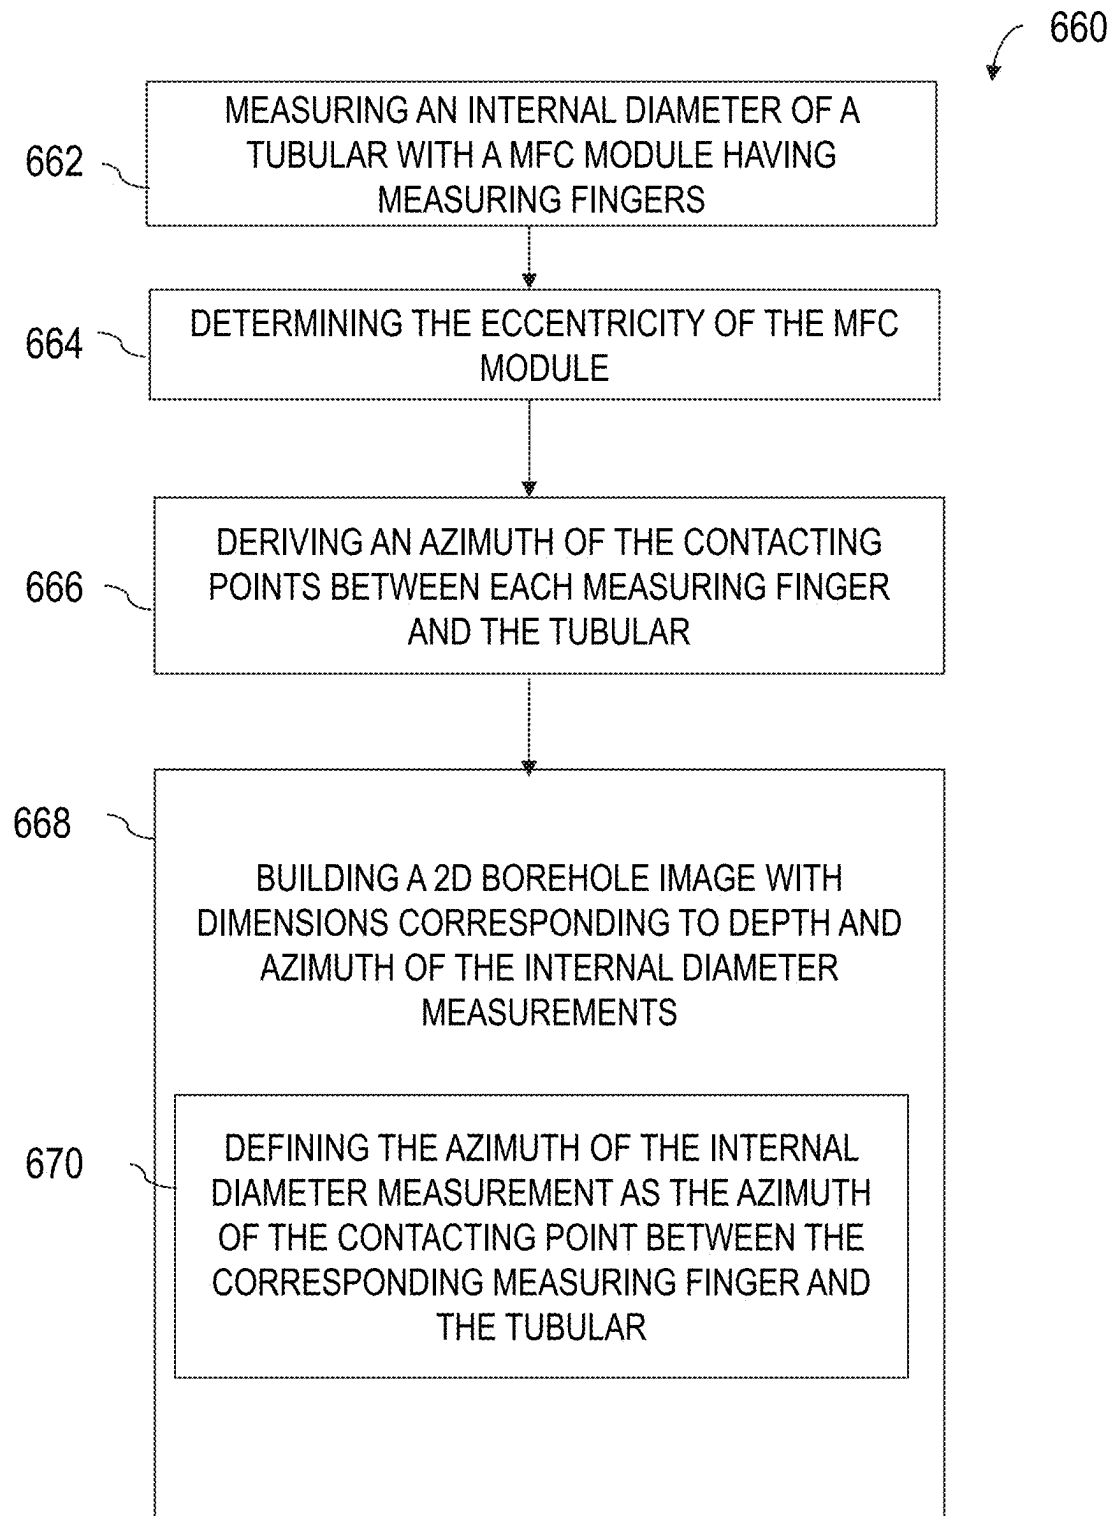 660
662
MEASURING AN INTERNAL DIAMETER OF A
TUBULAR WITH A MFC MODULE HAVING
MEASURING FINGERS
664
DETERMINING THE ECCENTRICITY OF THE MFC
MODULE
666
DERIVING AN AZIMUTH OF THE CONTACTING
POINTS BETWEEN EACH MEASURING FINGER
AND THE TUBULAR
668
BUILDING A 2D BOREHOLE IMAGE WITH
DIMENSIONS CORRESPONDING TO DEPTH AND
AZIMUTH OF THE INTERNAL DIAMETER
MEASUREMENTS
670
DEFINING THE AZIMUTH OF THE INTERNAL
DIAMETER MEASUREMENT AS THE AZIMUTH
OF THE CONTACTING POINT BETWEEN THE
CORRESPONDING MEASURING FINGER AND
THE TUBULAR